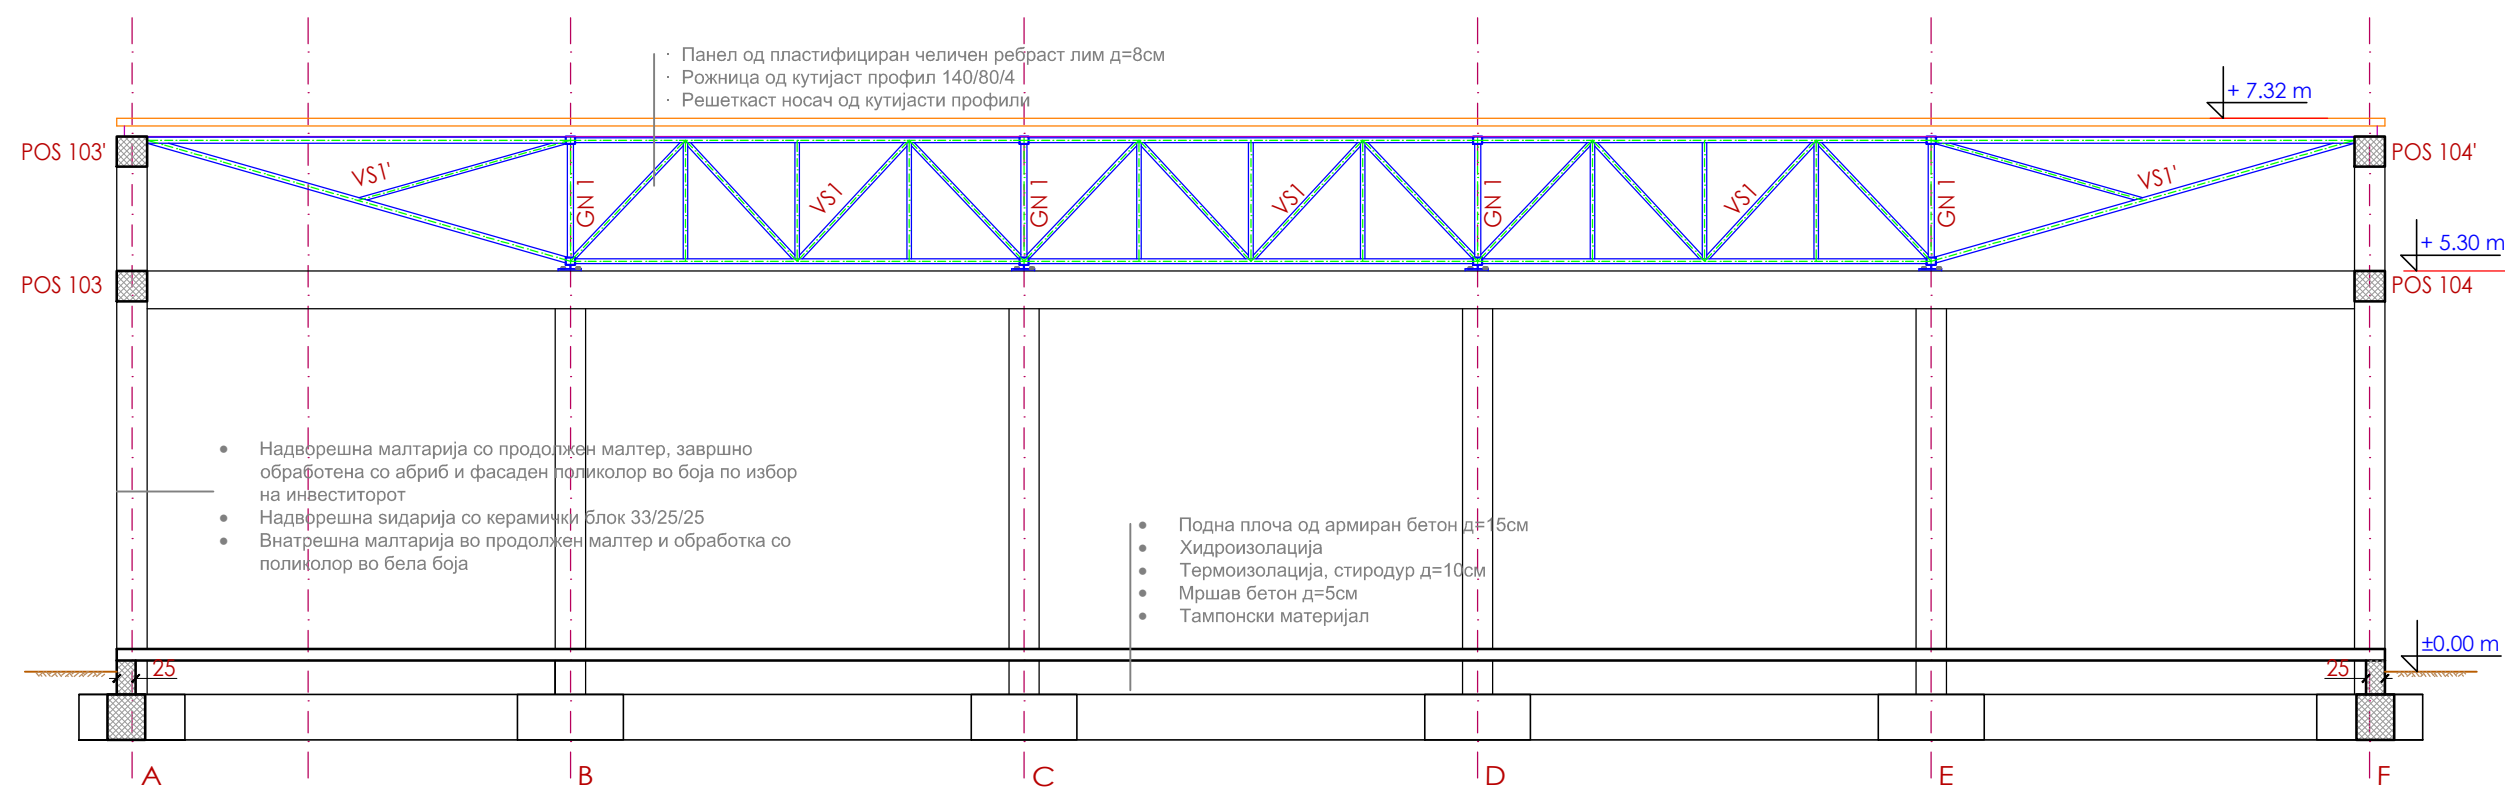 · Панел од пластифициран челичен ребраст лим д=8см
· Рожница од кутијаст профил 140/80/4
· Решеткаст носач од кутијасти профили
+ 7.32 m
POS 103'
POS 104'
VS1'
GN 1
VS1
GN 1
VS1
GN 1
VS1
GN 1
VS1'
+ 5.30 m
POS 103
POS 104
• Надворешна малтарија со продолжен малтер, завршно
обработена со абриб и фасаден поликолор во боја по избор
на инвеститорот
• Надворешна ѕидарија со керамички блок 33/25/25
• Внатрешна малтарија во продолжен малтер и обработка со
поликолор во бела боја
• Подна плоча од армиран бетон д=15см
• Хидроизолација
• Термоизолација, стиродур д=10см
• Мршав бетон д=5см
• Тампонски материјал
±0.00 m
25
25
A
B
C
D
E
F